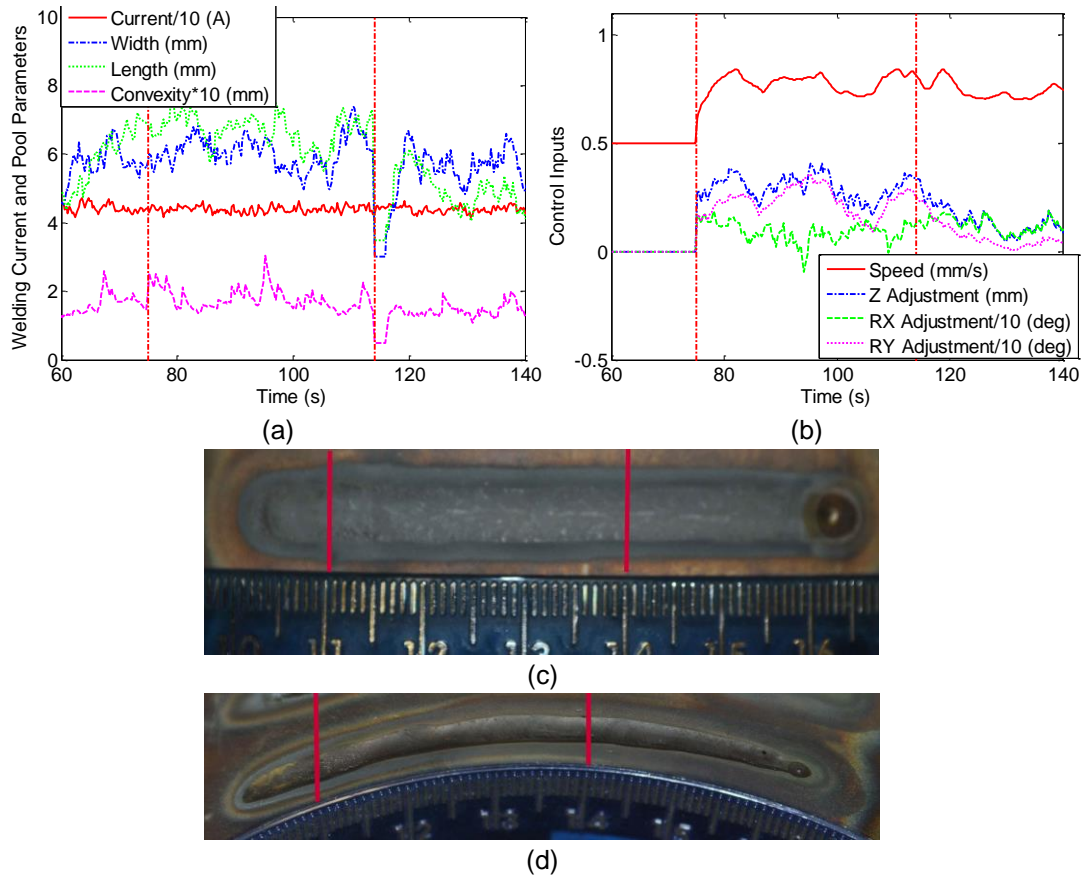 Current/10 (A)
Width (mm)
Length (mm)
Convexity*10 (mm)
Welding Current and Pool Parameters
10
8
6
4
2
0
60 80 100 120 140
Time (s)
(a)
Control Inputs
1
0.5
0
-0.5
Speed (mm/s)
Z Adjustment (mm)
RX Adjustment/10 (deg)
RY Adjustment/10 (deg)
60 80 100 120 140
Time (s)
(b)
11 12 13 14 15 16
(c)
(d)